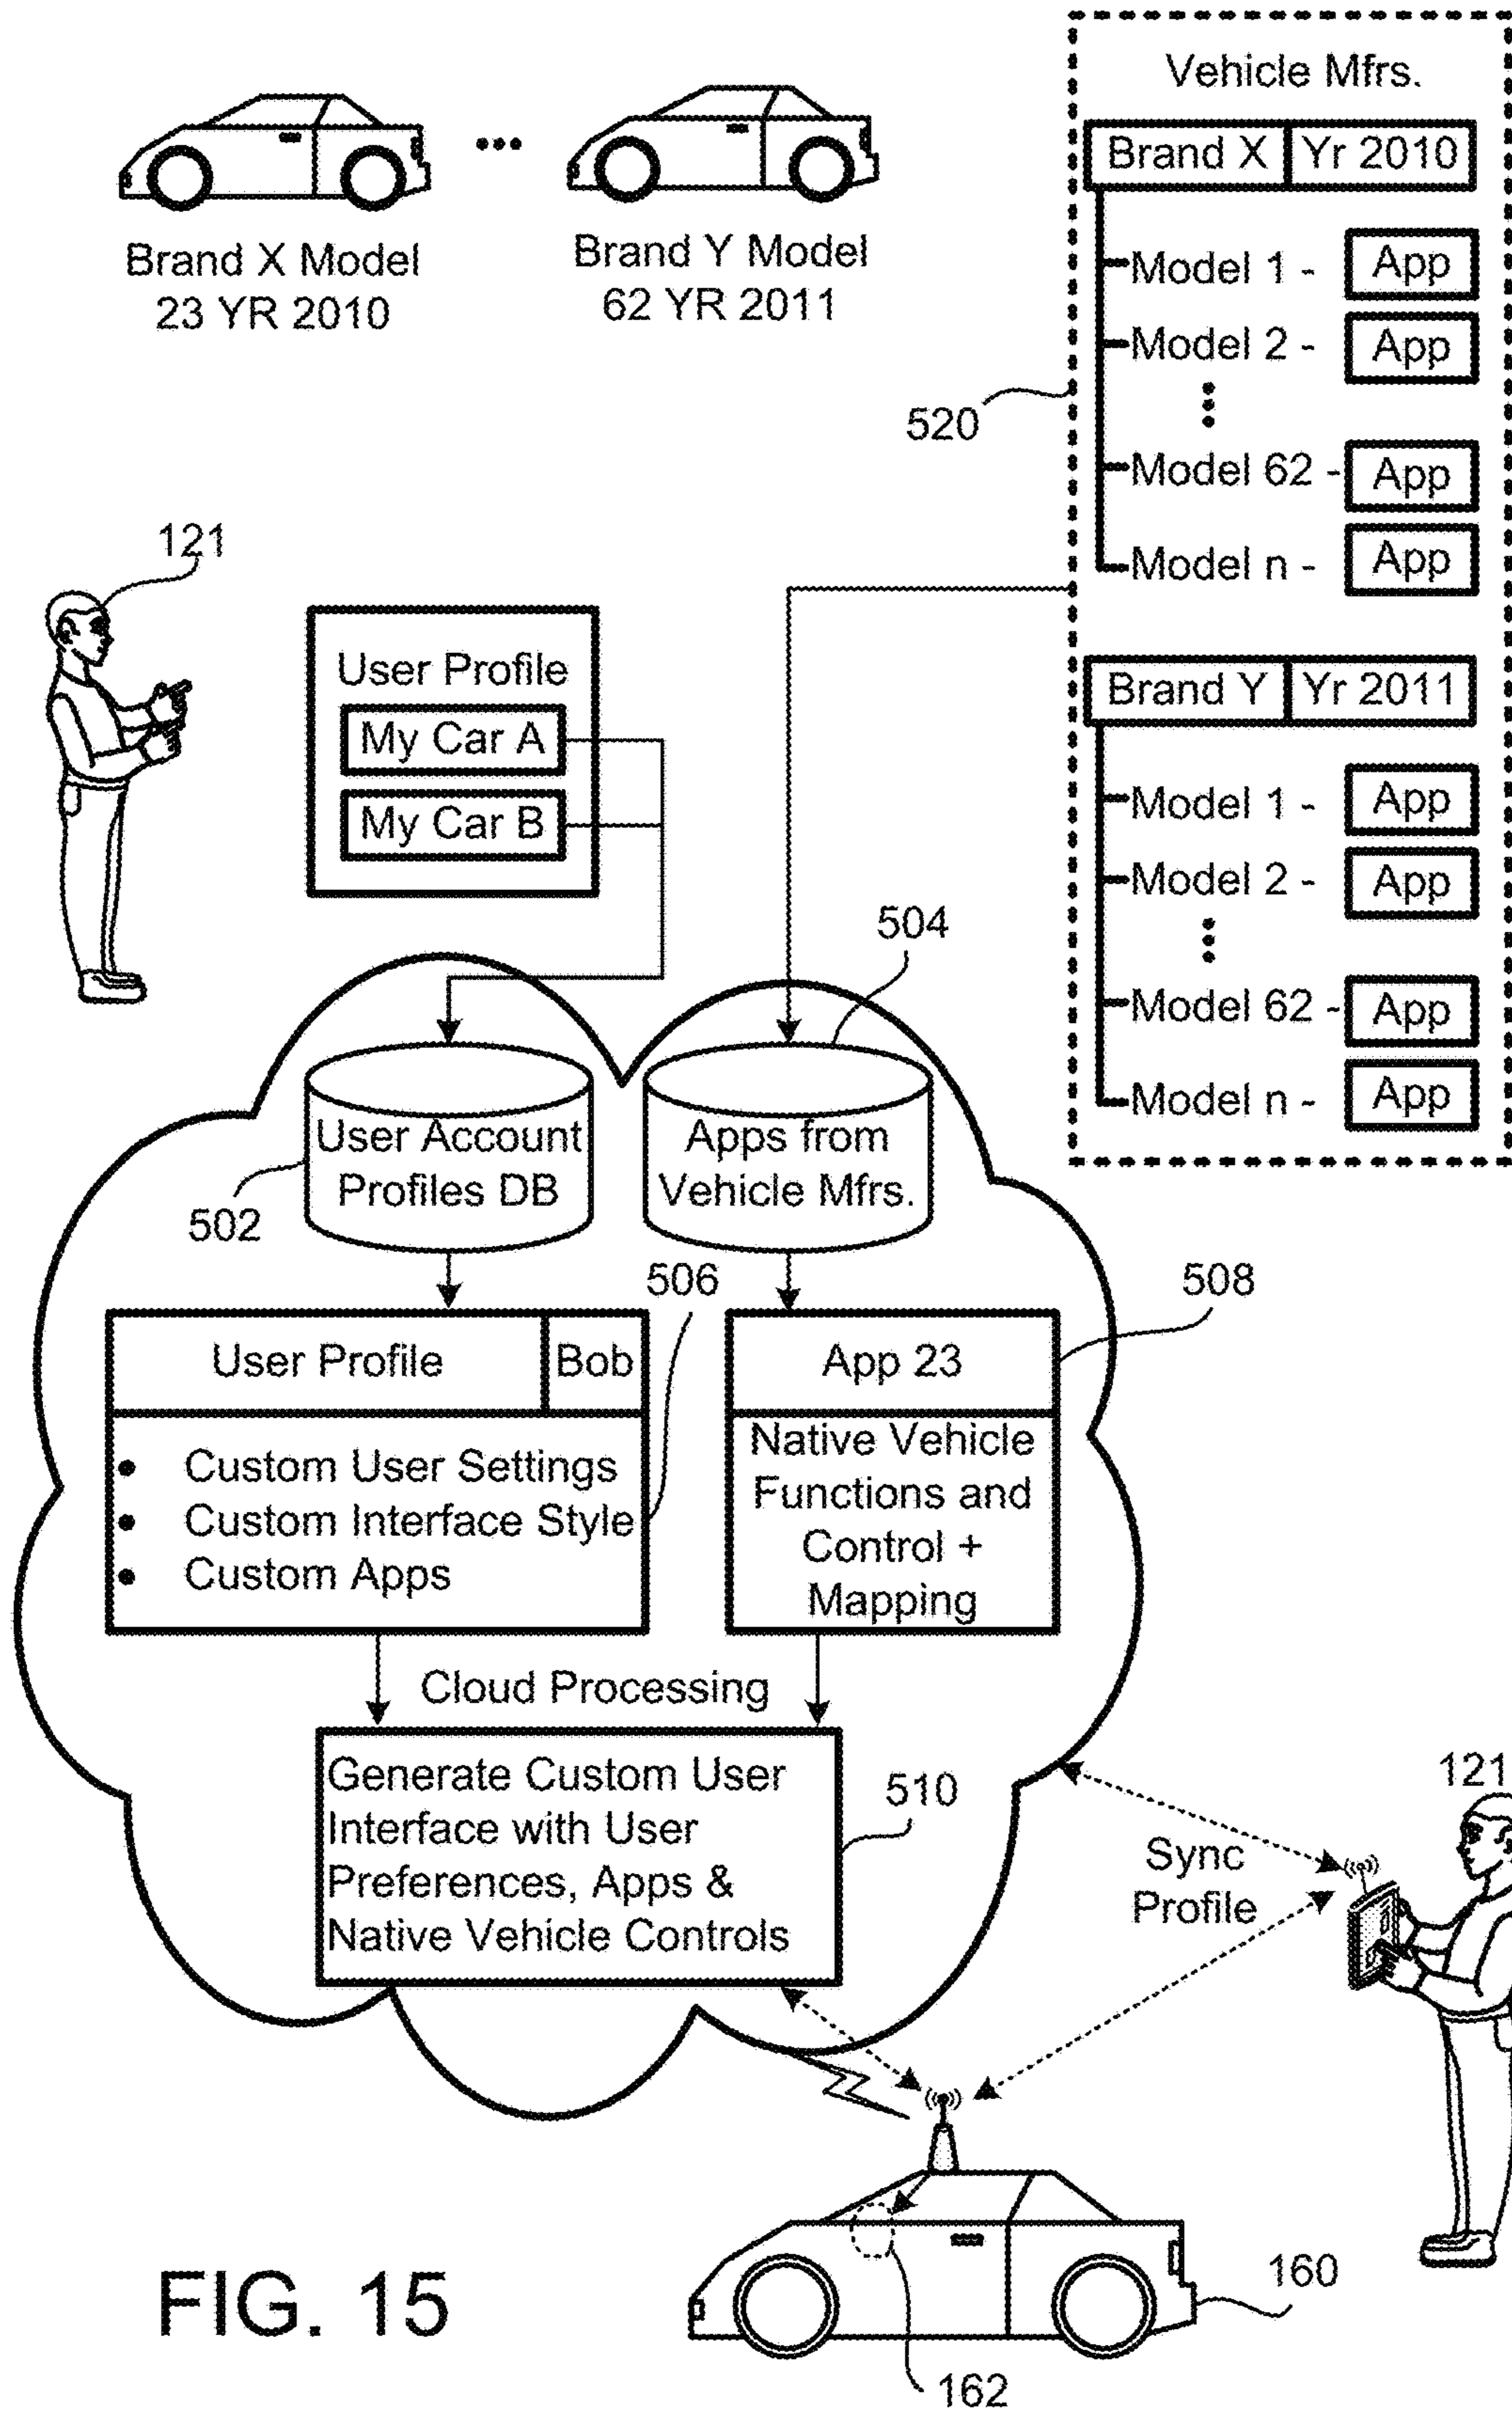 Vehicle Mfrs.
Brand X Yr 2010
Model 1 - App
Model 2 - App
Model 62 - App
Model n - App
Brand Y Yr 2011
Model 1 - App
Model 2 - App
Model 62 - App
Model n - App
520
Brand X Model
23 YR 2010
...
Brand Y Model
62 YR 2011
121
User Profile
My Car A
My Car B
504
User Account
Profiles DB
502
Apps from
Vehicle Mfrs.
506
508
User Profile Bob
• Custom User Settings
• Custom Interface Style
• Custom Apps
App 23
Native Vehicle
Functions and
Control +
Mapping
Cloud Processing
Generate Custom User
Interface with User
Preferences, Apps &
Native Vehicle Controls
510
121
Sync
Profile
160
162
FIG. 15